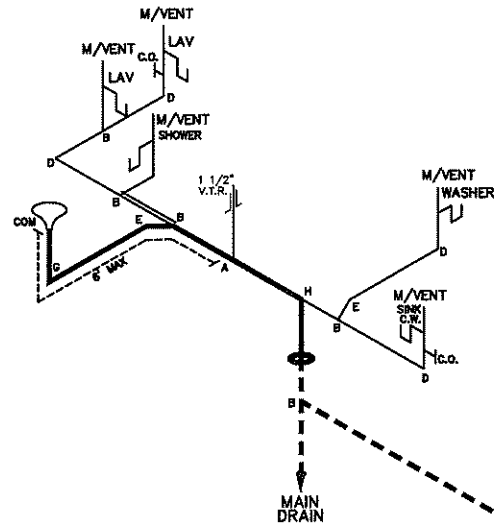 M/VENT
M/VENT
LAV
C.O.
LAV
D
B
M/VENT
SHOWER
D
B
1 1/2"
V.T.R.
M/VENT
WASHER
COM
E
B
D
G
6' MAX
A
H
E
M/VENT
SINK
C.W.
B
C.O.
D
B
MAIN
DRAIN